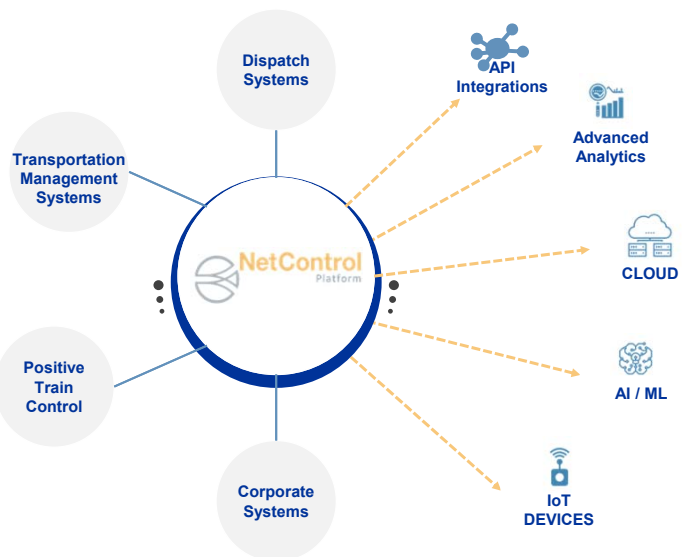 Dispatch
Systems
API
Integrations
Advanced
Analytics
Transportation
Management
Systems
NetControl
Platform
CLOUD
Positive
Train
Control
AI / ML
Corporate
Systems
IoT
DEVICES